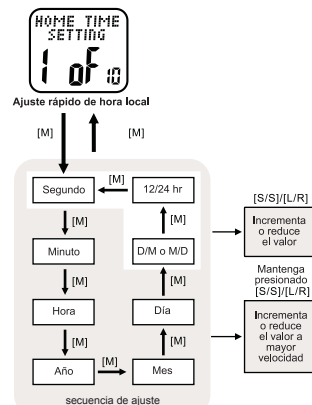 HOME TIME
SETTING
1 oF 10
Ajuste rápido de hora local
[M] [M]
Segundo [M] 12/24 hr
[M] [M]
Minuto D/M o M/D
[M] [M]
Hora Día
[M] [M]
Año [M] Mes
secuencia de ajuste
[S/S]/[L/R]
Incrementa
o reduce
el valor
Mantenga
presionado
[S/S]/[L/R]
Incrementa
o reduce
el valor a
mayor
velocidad